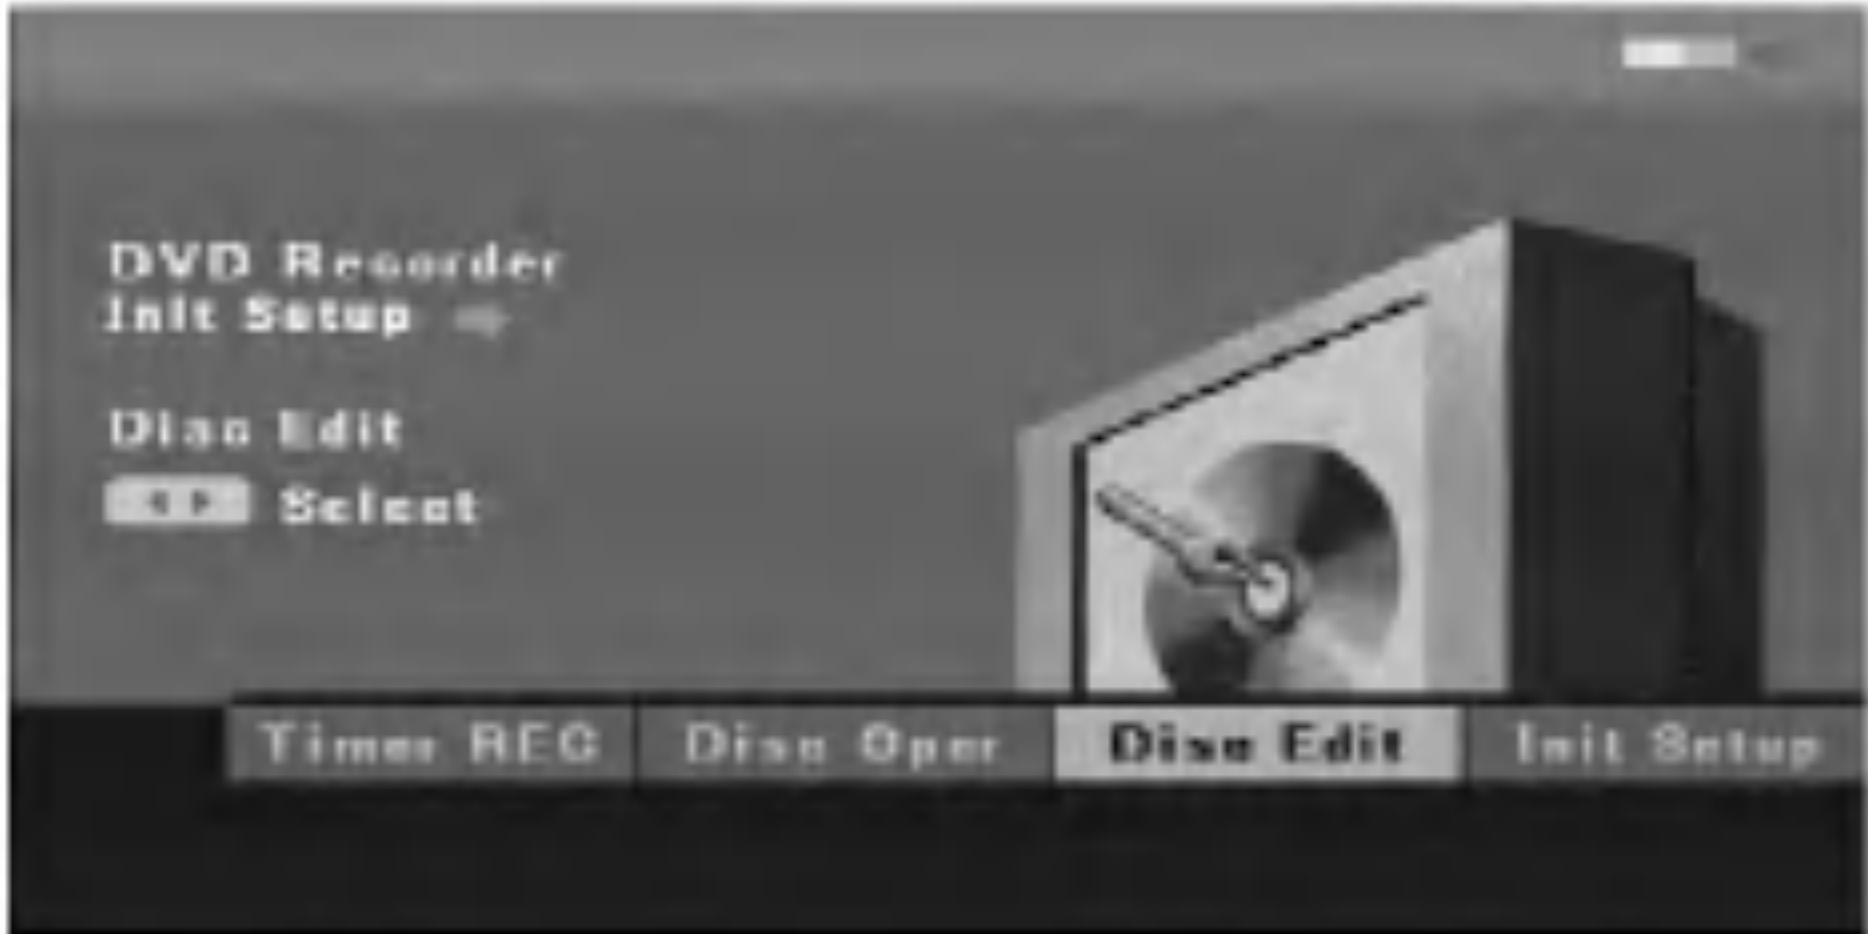 DVD Recorder
Init Setup
Disc Edit
Select
Timer REC
Disc Oper
Disc Edit
Init Setup